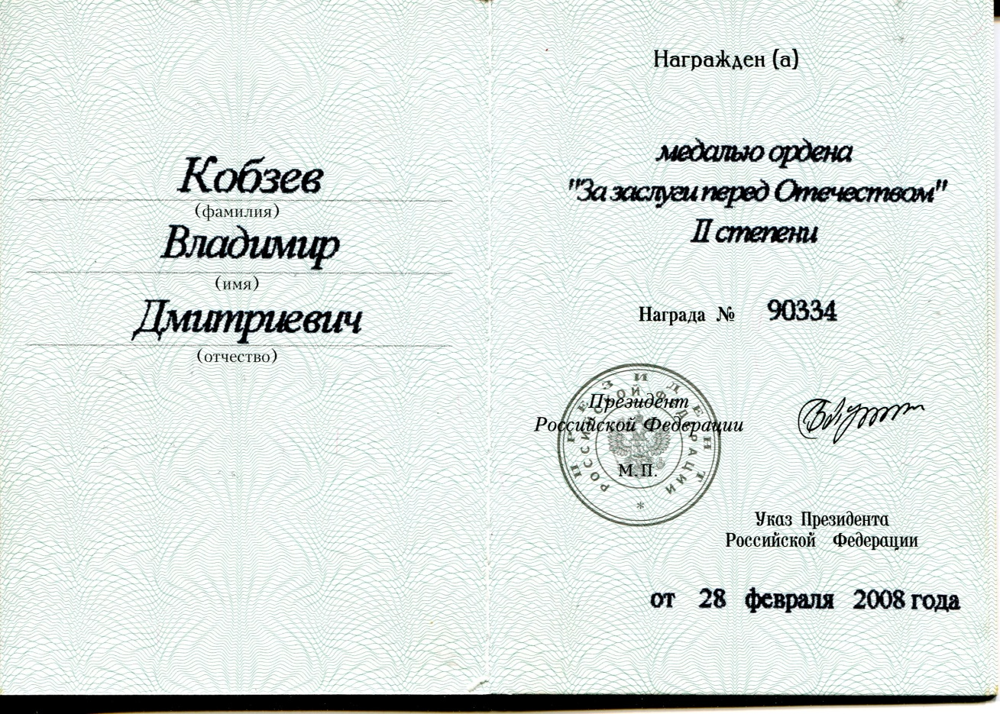 Кобзев
(фамилия)
Владимир
(имя)
Дмитриевич
(отчество)
Награжден (а)
медалью ордена
"За заслуги перед Отечеством"
II степени
Награда № 90334
ПРЕЗИДЕНТ
РОССИЙСКОЙ ФЕДЕРАЦИИ
*
Президент
Российской Федерации
М.П.
Указ Президента
Российской Федерации
от 28 февраля 2008 года